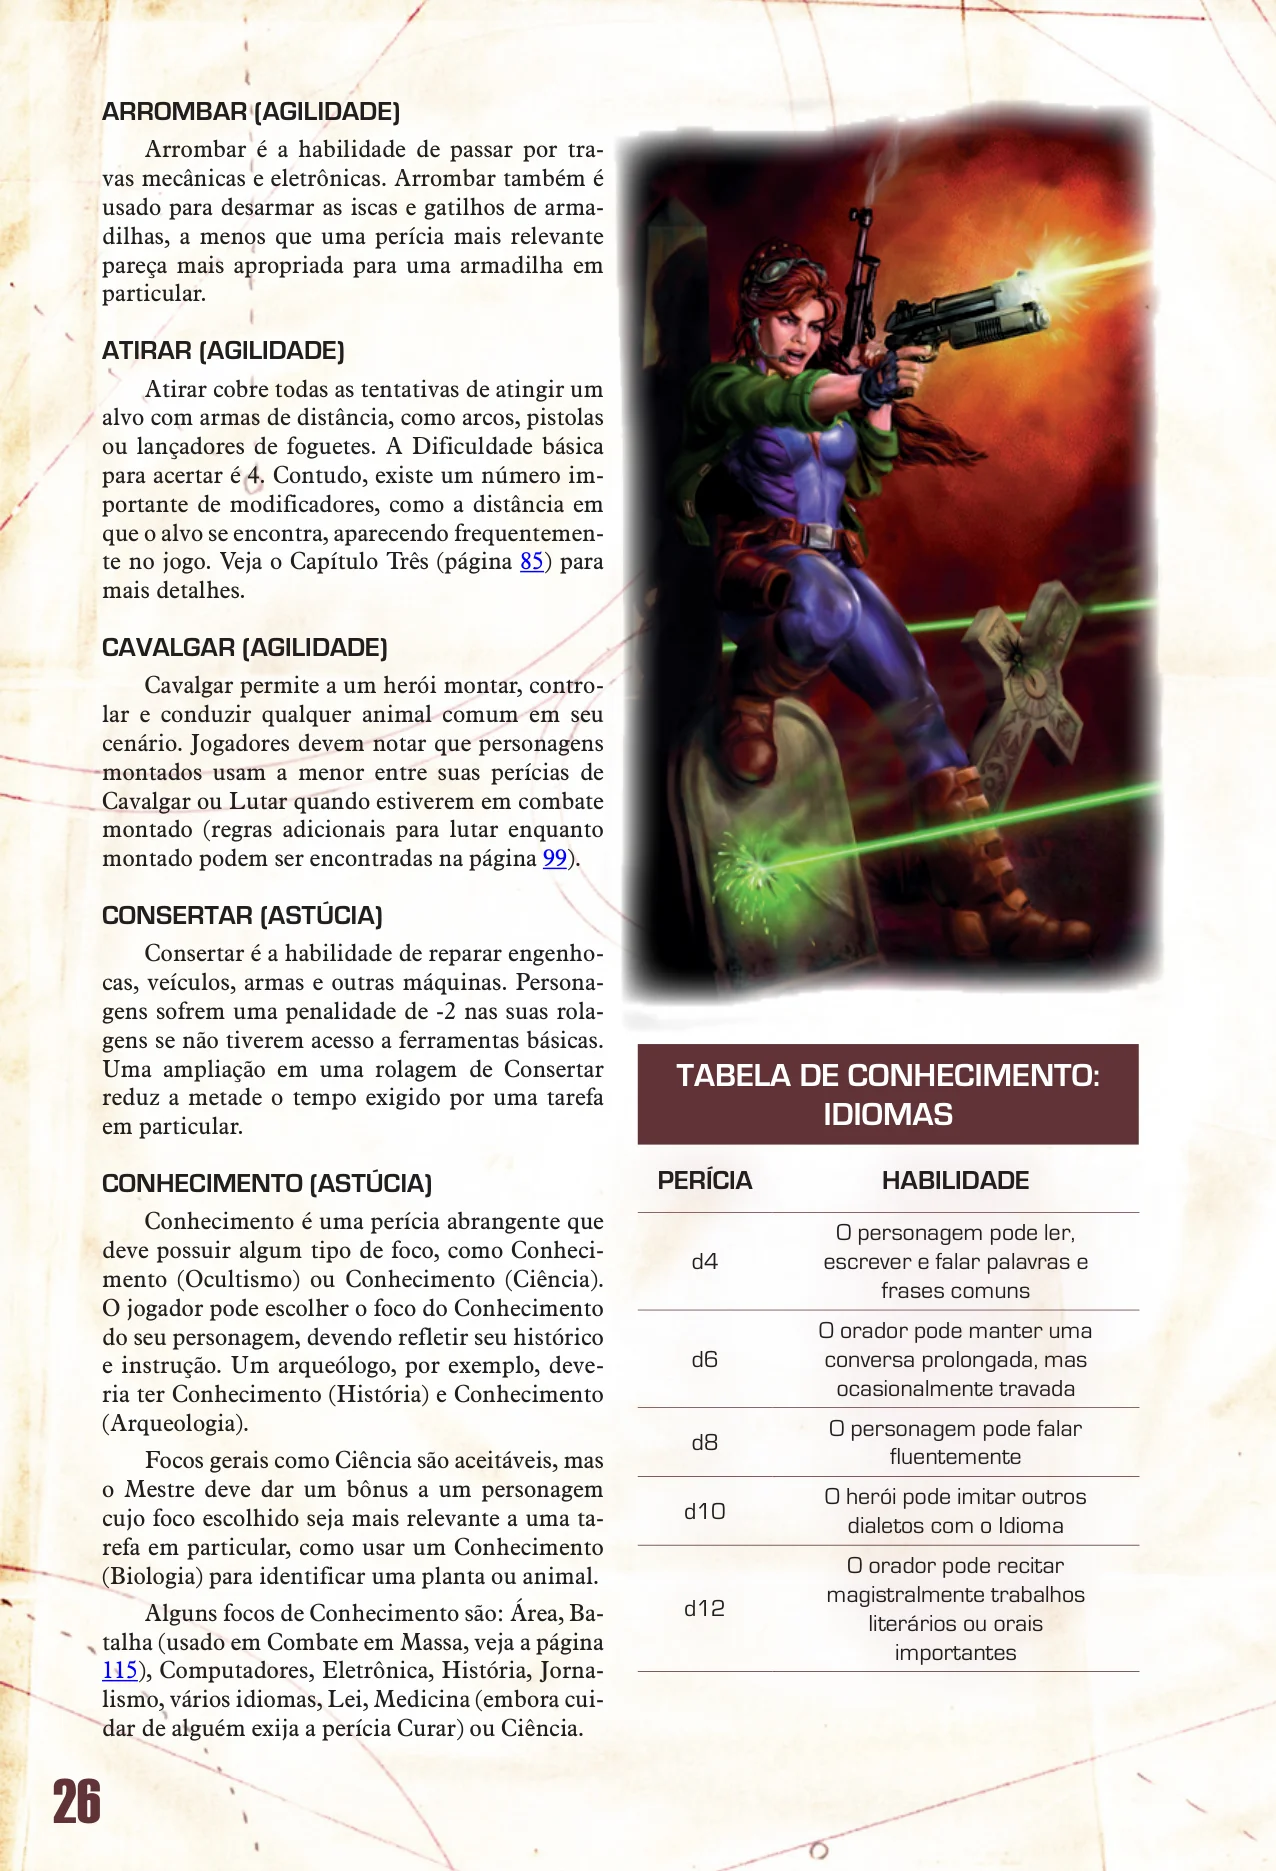 ARROMBAR (AGILIDADE)
Arrombar é a habilidade de passar por tra-
vas mecânicas e eletrônicas. Arrombar também é
usado para desarmar as iscas e gatilhos de arma-
dilhas, a menos que uma perícia mais relevante
pareça mais apropriada para uma armadilha em
particular.
ATIRAR (AGILIDADE)
Atirar cobre todas as tentativas de atingir um
alvo com armas de distância, como arcos, pistolas
ou lançadores de foguetes. A Dificuldade básica
para acertar é 4. Contudo, existe um número im-
portante de modificadores, como a distância em
que o alvo se encontra, aparecendo frequentemen-
te no jogo. Veja o Capítulo Três (página 85) para
mais detalhes.
CAVALGAR (AGILIDADE)
Cavalgar permite a um herói montar, contro-
lar e conduzir qualquer animal comum em seu
cenário. Jogadores devem notar que personagens
montados usam a menor entre suas perícias de
Cavalgar ou Lutar quando estiverem em combate
montado (regras adicionais para lutar enquanto
montado podem ser encontradas na página 99).
CONSERTAR (ASTÚCIA)
Consertar é a habilidade de reparar engenho-
cas, veículos, armas e outras máquinas. Persona-
gens sofrem uma penalidade de -2 nas suas rola-
gens se não tiverem acesso a ferramentas básicas.
Uma ampliação em uma rolagem de Consertar
reduz a metade o tempo exigido por uma tarefa
em particular.
CONHECIMENTO (ASTÚCIA)
Conhecimento é uma perícia abrangente que
deve possuir algum tipo de foco, como Conheci-
mento (Ocultismo) ou Conhecimento (Ciência).
O jogador pode escolher o foco do Conhecimento
do seu personagem, devendo refletir seu histórico
e instrução. Um arqueólogo, por exemplo, deve-
ria ter Conhecimento (História) e Conhecimento
(Arqueologia).
Focos gerais como Ciência são aceitáveis, mas
o Mestre deve dar um bônus a um personagem
cujo foco escolhido seja mais relevante a uma ta-
refa em particular, como usar um Conhecimento
(Biologia) para identificar uma planta ou animal.
Alguns focos de Conhecimento são: Área, Ba-
talha (usado em Combate em Massa, veja a página
115), Computadores, Eletrônica, História, Jorna-
lismo, vários idiomas, Lei, Medicina (embora cui-
dar de alguém exija a perícia Curar) ou Ciência.
TABELA DE CONHECIMENTO:
IDIOMAS
PERÍCIA HABILIDADE
d4 O personagem pode ler,
escrever e falar palavras e
frases comuns
d6 O orador pode manter uma
conversa prolongada, mas
ocasionalmente travada
d8 O personagem pode falar
fluentemente
d10 O herói pode imitar outros
dialetos com o Idioma
d12 O orador pode recitar
magistralmente trabalhos
literários ou orais
importantes
26